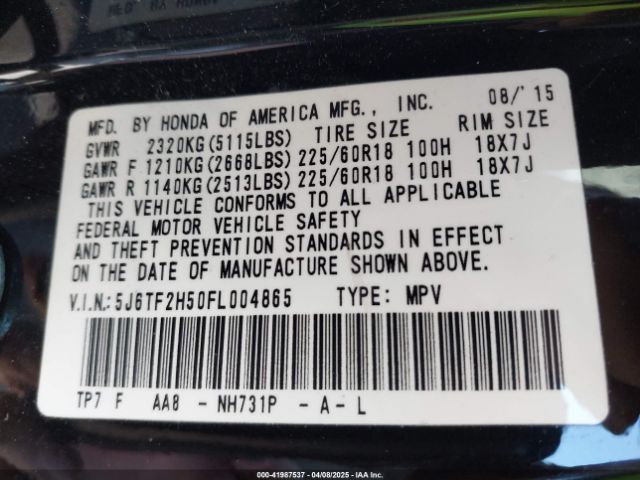 MFD. BY HONDA OF AMERICA MFG., INC. 08/'15
GVWR 2320KG(5115LBS) TIRE SIZE RIM SIZE
GAWR F 1210KG(2668LBS) 225/60R18 100H 18X7J
GAWR R 1140KG(2513LBS) 225/60R18 100H 18X7J
THIS VEHICLE CONFORMS TO ALL APPLICABLE
FEDERAL MOTOR VEHICLE SAFETY
AND THEFT PREVENTION STANDARDS IN EFFECT
ON THE DATE OF MANUFACTURE SHOWN ABOVE.
V.I.N.: 5J6TF2H50FL004865 TYPE: MPV
TP7 F AA8 - NH731P - A - L
00-41987537 - 04/08/2025 - IAA Inc.